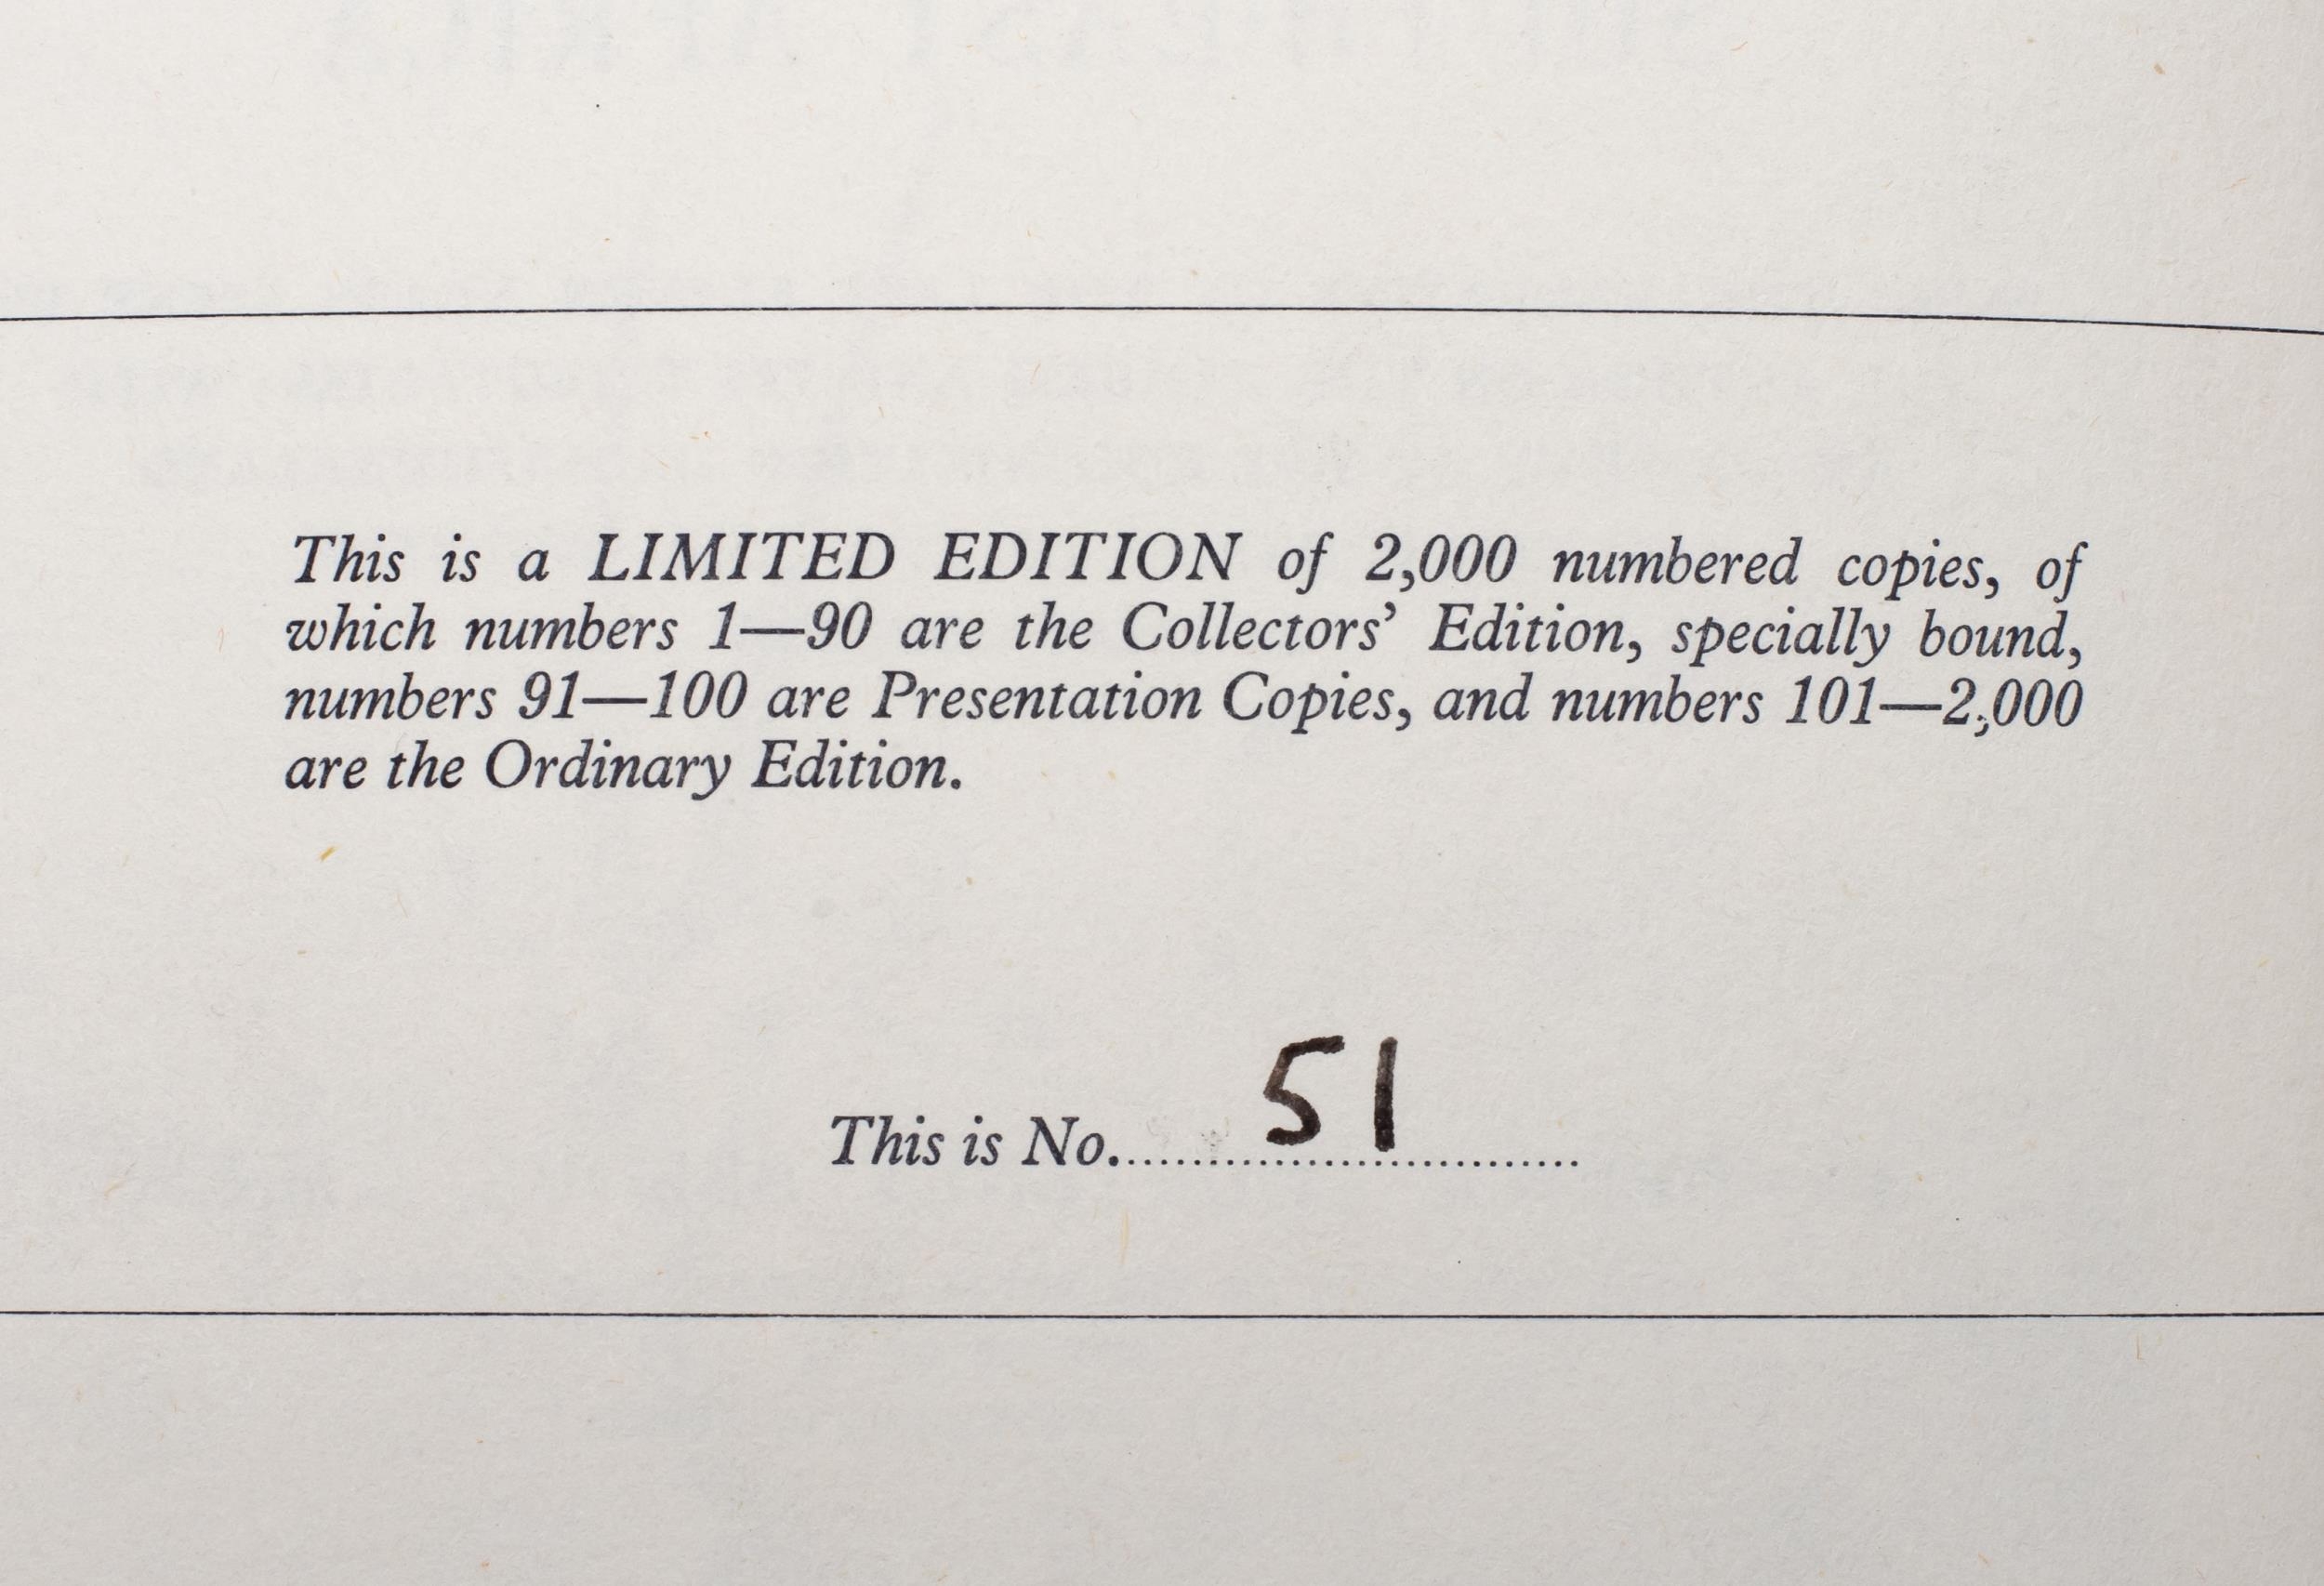 This is a LIMITED EDITION of 2,000 numbered copies, of
which numbers 1—90 are the Collectors’ Edition, specially bound,
numbers 91—100 are Presentation Copies, and numbers 101—2,000
are the Ordinary Edition.
This is No. 51